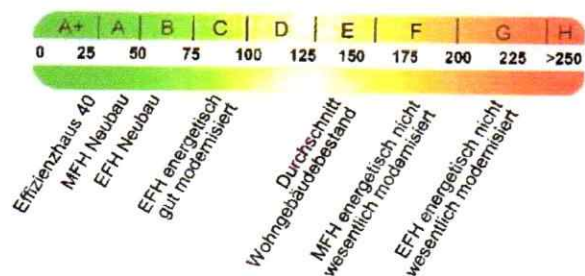 A+ A B C D E F G H
0 25 50 75 100 125 150 175 200 225 >250
Effizienzhaus 40
MFH Neubau
EFH Neubau
EFH energetisch
gut modernisiert
Durchschnitt
Wohngebäudebestand
MFH energetisch nicht
wesentlich modernisiert
EFH energetisch nicht
wesentlich modernisiert